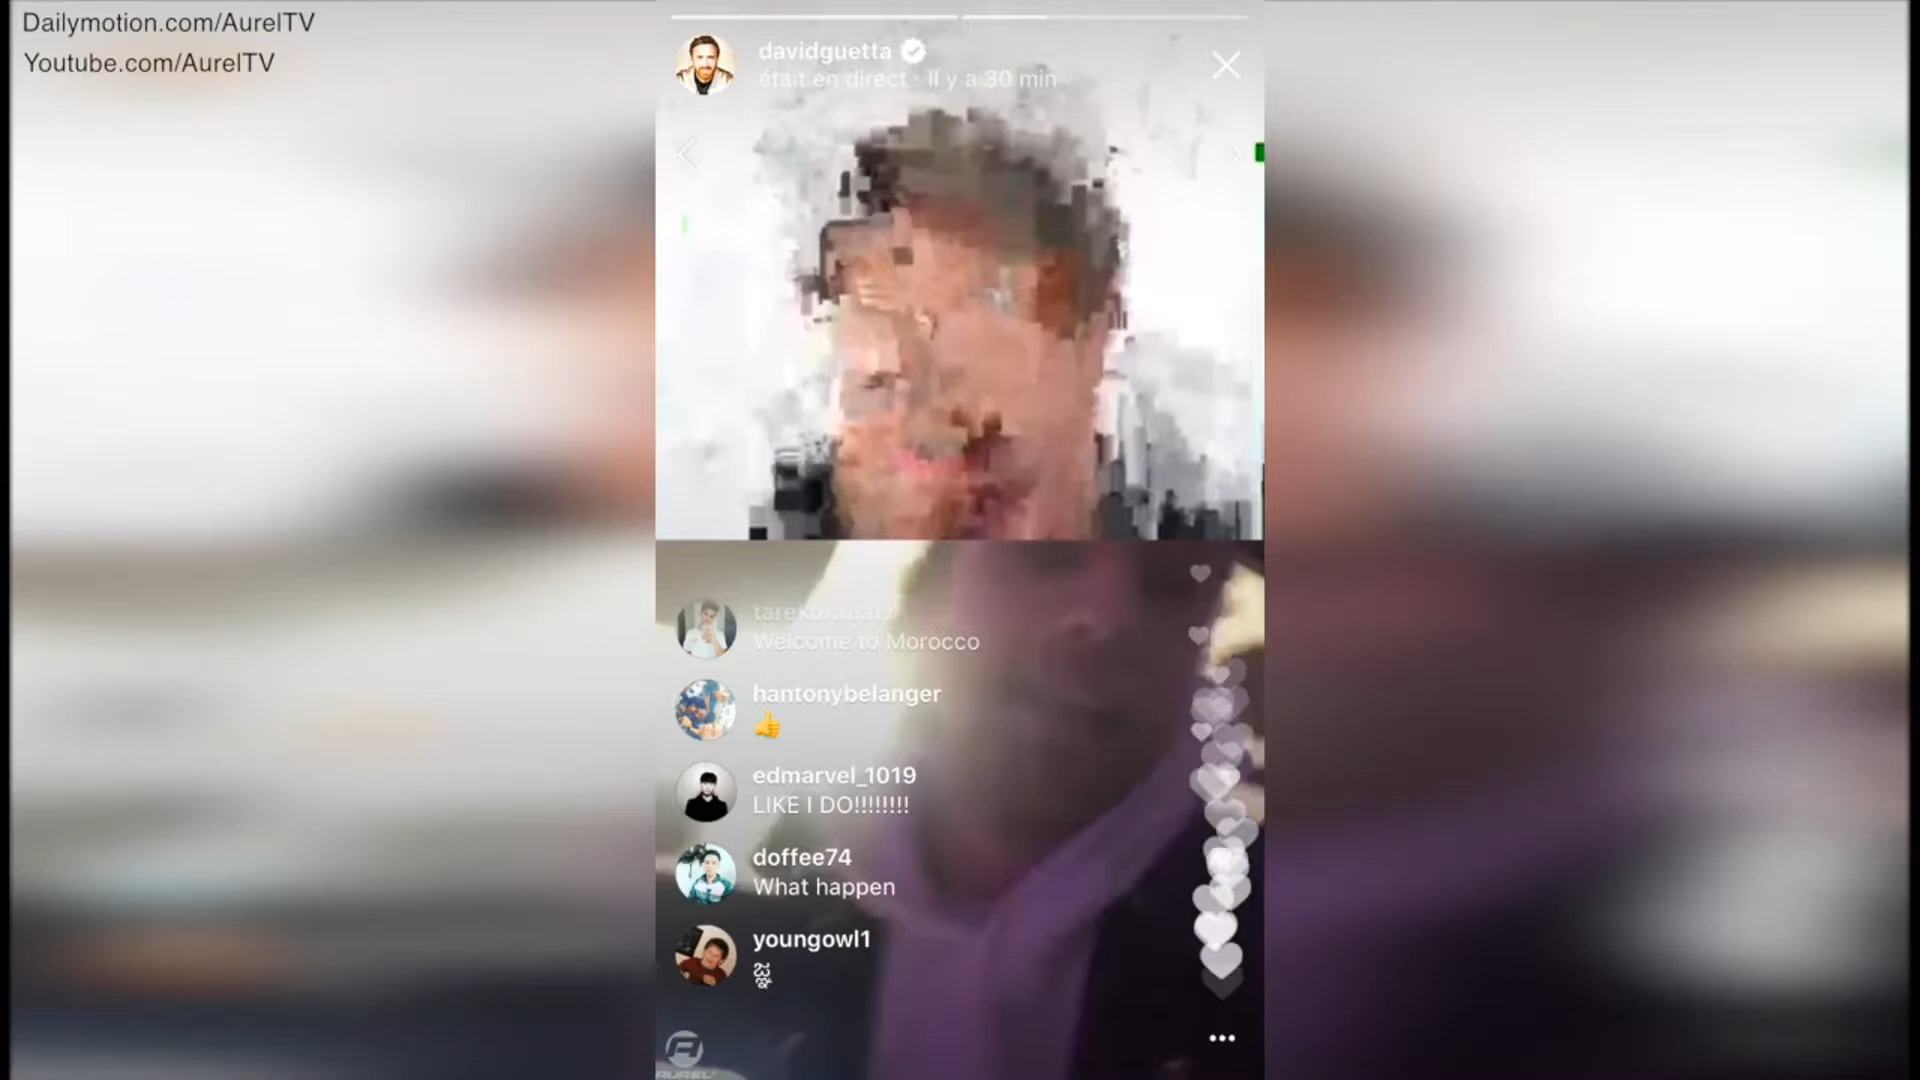 Dailymotion.com/AurelTV
Youtube.com/AurelTV
davidguetta
était en direct · Il y a 30 min
Welcome to Morocco
hantonybelanger
👍
edmarvel_1019
LIKE I DO!!!!!!!!
doffee74
What happen
youngowl1
AUREL